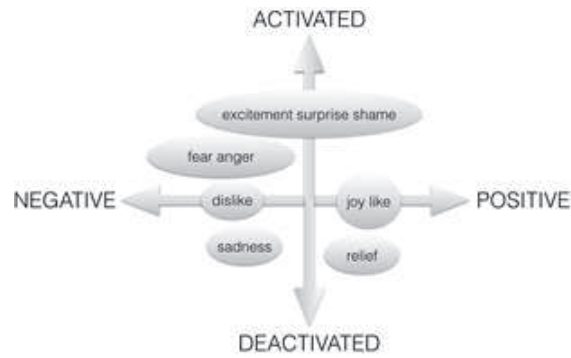 ACTIVATED
excitement surprise shame
fear anger
NEGATIVE
dislike
joy like
POSITIVE
sadness
relief
DEACTIVATED